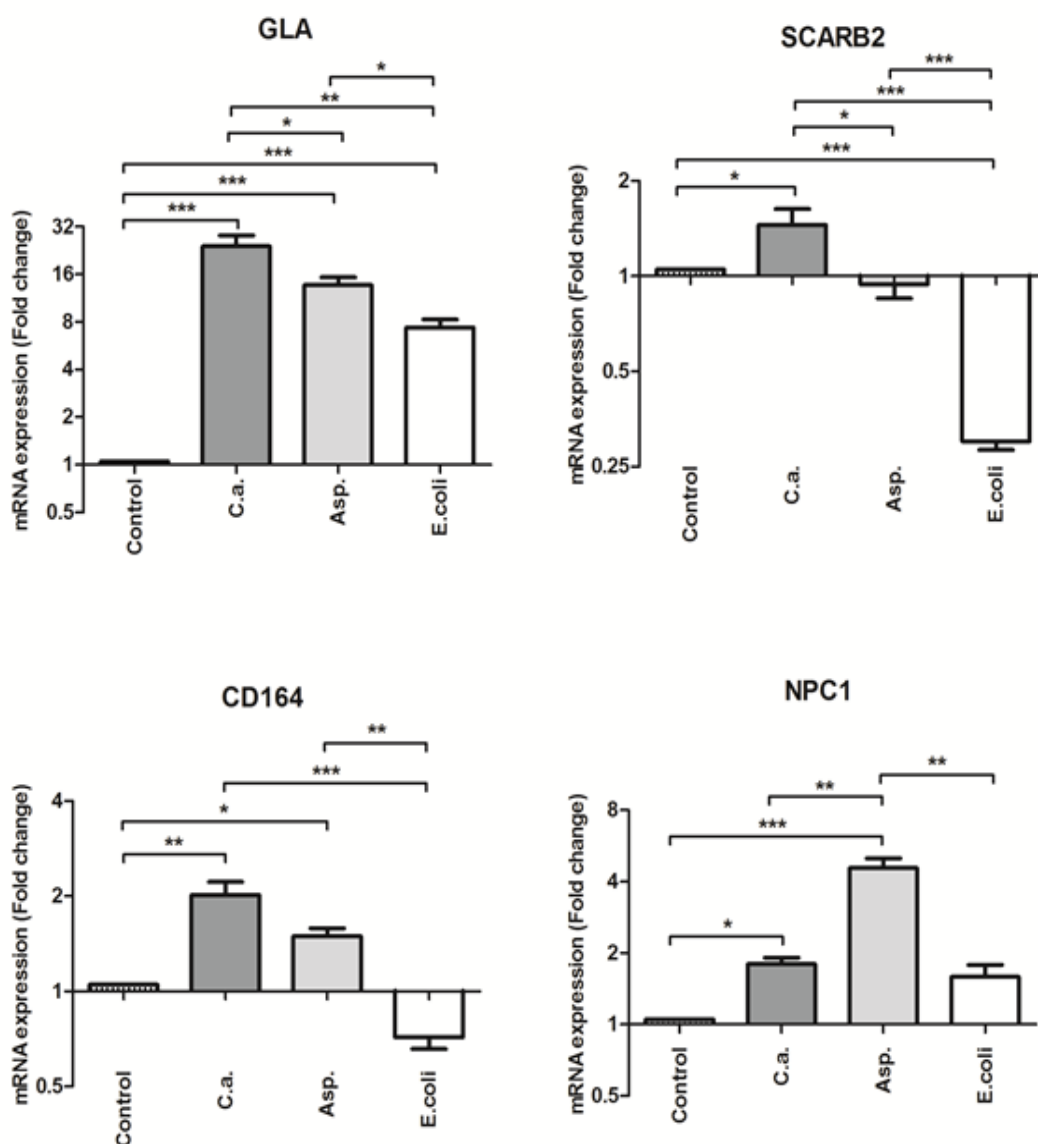 GLA
*
**
*
***
***
***
mRNA expression (Fold change)
32
16
8
4
2
1
0.5
Control
C.a.
Asp.
E.coli
SCARB2
***
***
*
***
*
mRNA expression (Fold change)
2
1
0.5
0.25
Control
C.a.
Asp.
E.coli
CD164
**
***
*
**
mRNA expression (Fold change)
4
2
1
0.5
Control
C.a.
Asp.
E.coli
NPC1
**
**
***
*
mRNA expression (Fold change)
8
4
2
1
0.5
Control
C.a.
Asp.
E.coli